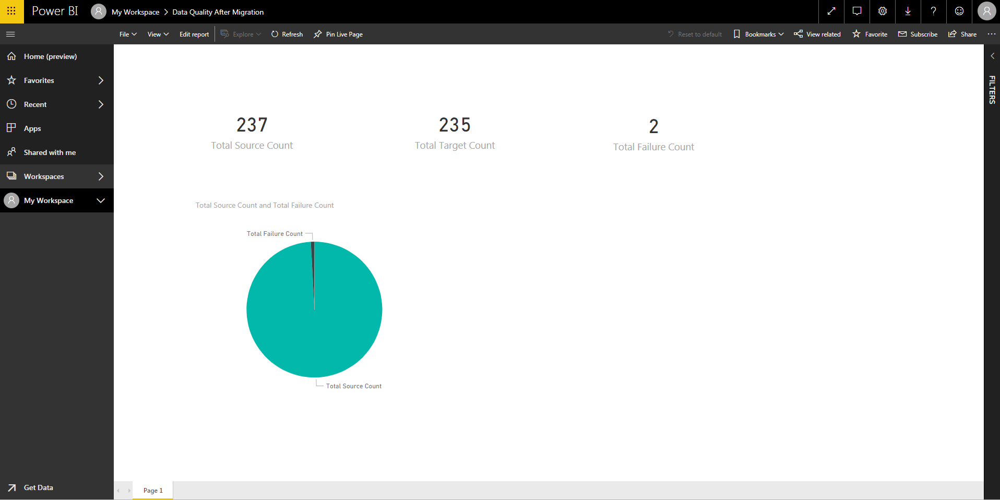 Power BI My Workspace Data Quality After Migration
File View Edit report Explore Refresh Pin Live Page Reset to default Bookmarks View related Favorite Subscribe Share
Home (preview)
Favorites
Recent
Apps
Shared with me
Workspaces
My Workspace
Get Data
FILTERS
237
Total Source Count
235
Total Target Count
2
Total Failure Count
Total Source Count and Total Failure Count
Total Failure Count
Total Source Count
Page 1